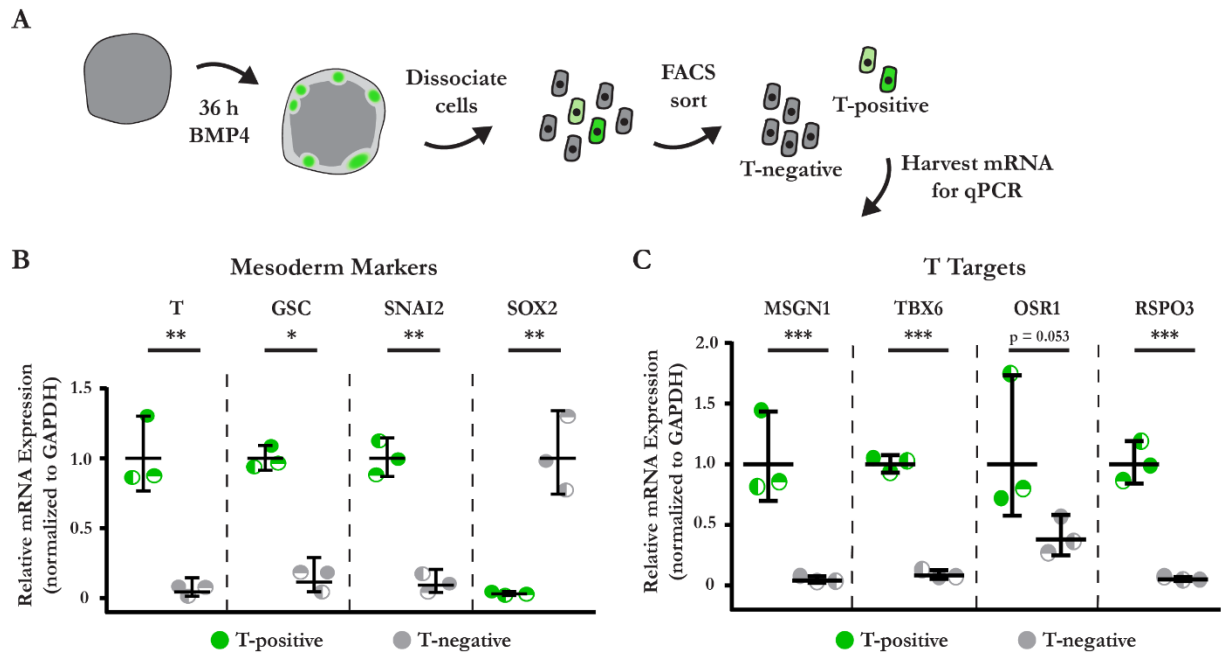 A
36 h
BMP4
Dissociate
cells
FACS
sort
T-positive
T-negative
Harvest mRNA
for qPCR
B
Mesoderm Markers
T GSC SNAI2 SOX2
** * ** **
Relative mRNA Expression
(normalized to GAPDH)
1.5
1.0
0.5
0
T-positive T-negative
C
T Targets
MSGN1 TBX6 OSR1 RSPO3
*** *** p = 0.053 ***
Relative mRNA Expression
(normalized to GAPDH)
2.0
1.5
1.0
0.5
0
T-positive T-negative